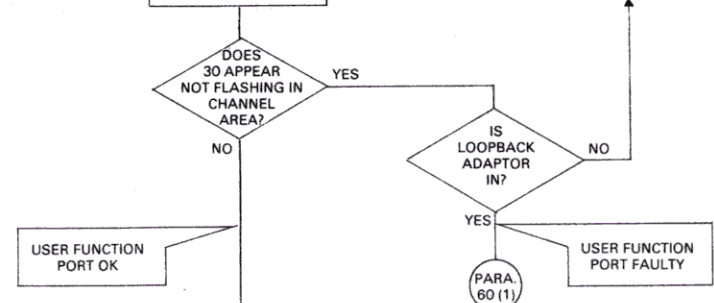 DOES
30 APPEAR
NOT FLASHING IN
CHANNEL
AREA?
YES
NO
IS
LOOPBACK
ADAPTOR
IN?
NO
YES
USER FUNCTION
PORT OK
USER FUNCTION
PORT FAULTY
PARA.
60 (1)